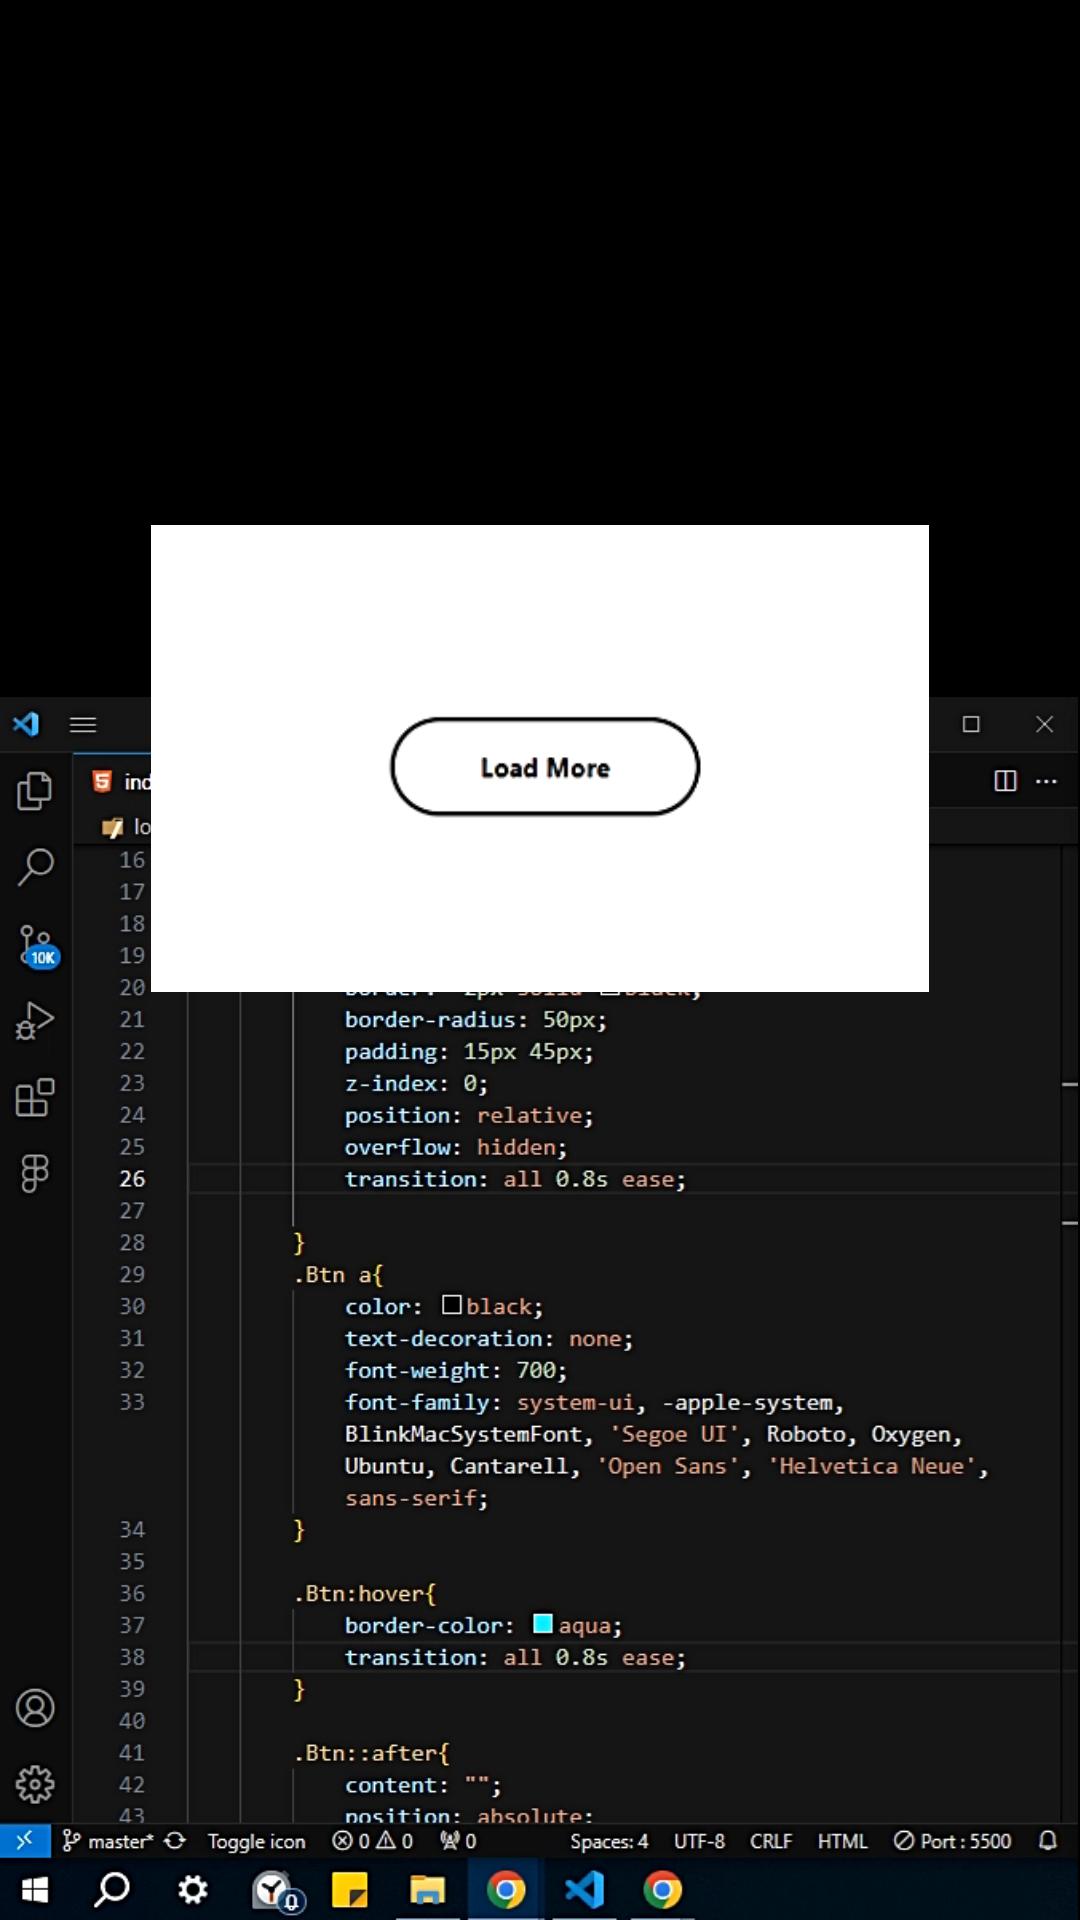 Load More
ind
lo
16
17
18
19
20 border: 2px solid black;
21 border-radius: 50px;
22 padding: 15px 45px;
23 z-index: 0;
24 position: relative;
25 overflow: hidden;
26 transition: all 0.8s ease;
27
28 }
29 .Btn a{
30 color: black;
31 text-decoration: none;
32 font-weight: 700;
33 font-family: system-ui, -apple-system,
BlinkMacSystemFont, 'Segoe UI', Roboto, Oxygen,
Ubuntu, Cantarell, 'Open Sans', 'Helvetica Neue',
sans-serif;
34 }
35
36 .Btn:hover{
37 border-color: aqua;
38 transition: all 0.8s ease;
39 }
40
41 .Btn::after{
42 content: "";
43 position: absolute;
10K
master* Toggle icon 0 0 0 Spaces: 4 UTF-8 CRLF HTML Port : 5500